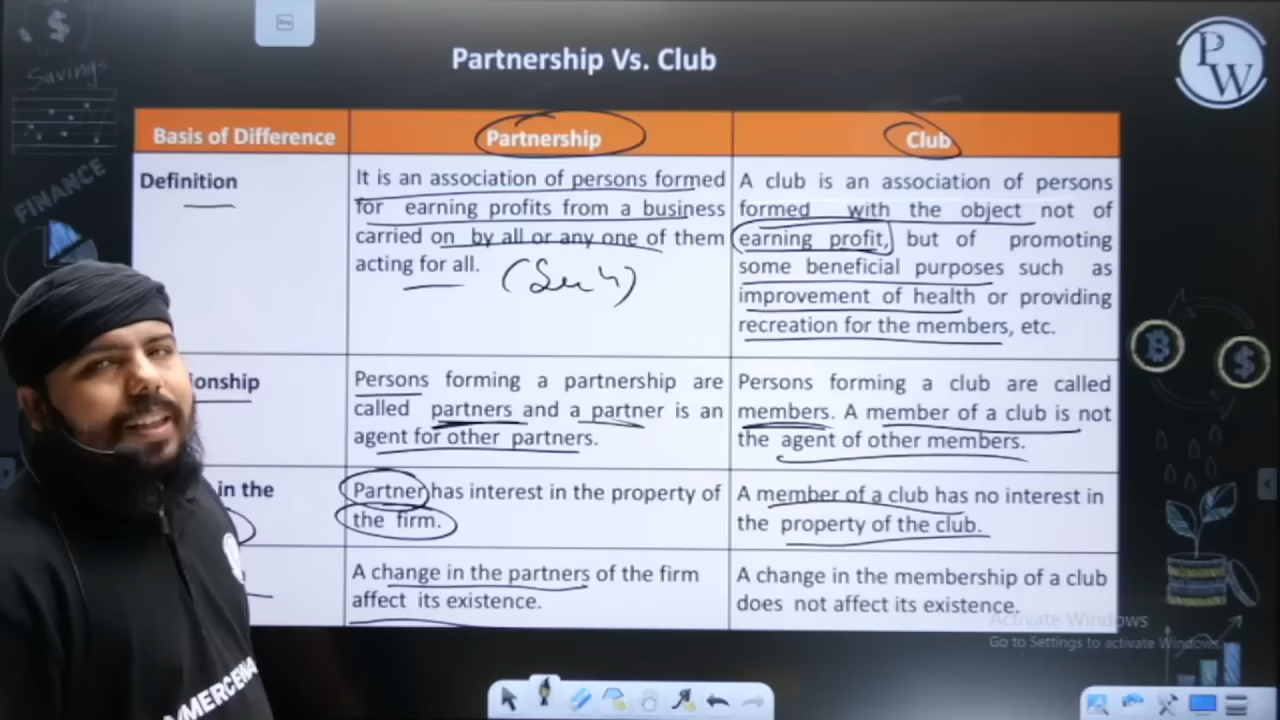 Savings
FINANCE
PW
Partnership Vs. Club
Basis of Difference
Partnership
Club
Definition
It is an association of persons formed
for earning profits from a business
carried on by all or any one of them
acting for all.
(Sec 4)
A club is an association of persons
formed with the object not of
earning profit, but of promoting
some beneficial purposes such as
improvement of health or providing
recreation for the members, etc.
onship
Persons forming a partnership are
called partners and a partner is an
agent for other partners.
Persons forming a club are called
members. A member of a club is not
the agent of other members.
in the
Partner has interest in the property of
the firm.
A member of a club has no interest in
the property of the club.
A change in the partners of the firm
affect its existence.
A change in the membership of a club
does not affect its existence.
Activate Windows
Go to Settings to activate Windows.
MERCENA